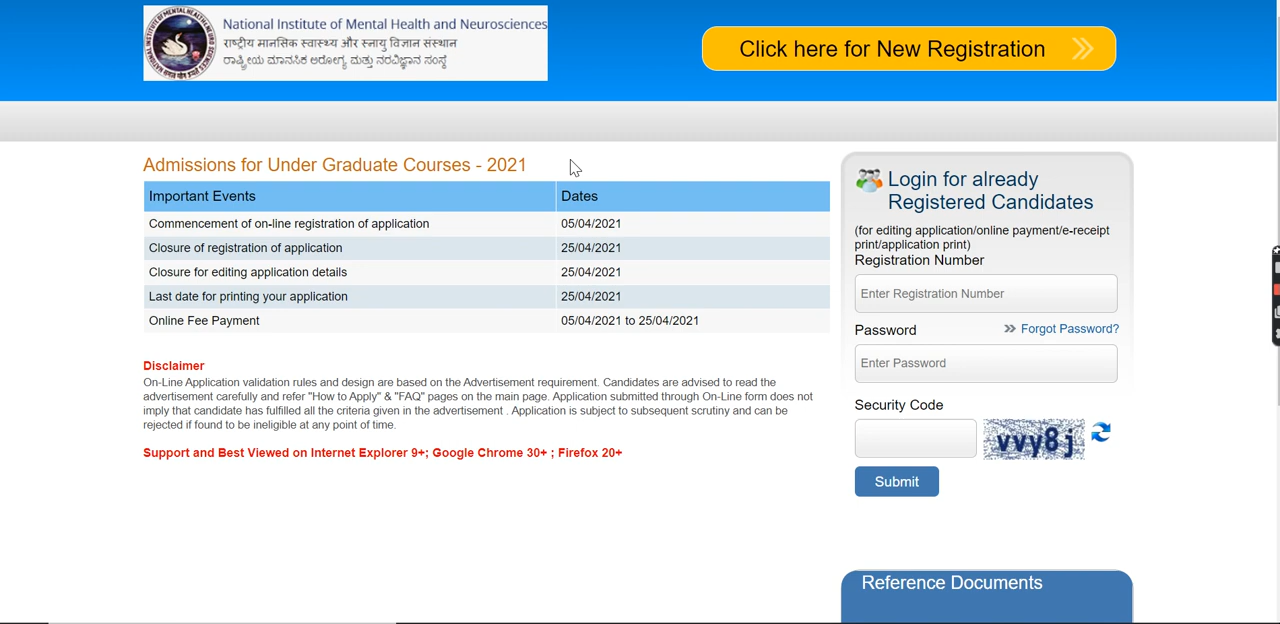 National Institute of Mental Health and Neurosciences
राष्ट्रीय मानसिक स्वास्थ्य और स्नायु विज्ञान संस्थान
ರಾಷ್ಟ್ರೀಯ ಮಾನಸಿಕ ಆರೋಗ್ಯ ಮತ್ತು ನರವಿಜ್ಞಾನ ಸಂಸ್ಥೆ
Click here for New Registration
Admissions for Under Graduate Courses - 2021
Important Events Dates
Commencement of on-line registration of application 05/04/2021
Closure of registration of application 25/04/2021
Closure for editing application details 25/04/2021
Last date for printing your application 25/04/2021
Online Fee Payment 05/04/2021 to 25/04/2021
Disclaimer
On-Line Application validation rules and design are based on the Advertisement requirement. Candidates are advised to read the
advertisement carefully and refer "How to Apply" & "FAQ" pages on the main page. Application submitted through On-Line form does not
imply that candidate has fulfilled all the criteria given in the advertisement . Application is subject to subsequent scrutiny and can be
rejected if found to be ineligible at any point of time.
Support and Best Viewed on Internet Explorer 9+; Google Chrome 30+ ; Firefox 20+
Login for already
Registered Candidates
(for editing application/online payment/e-receipt
print/application print)
Registration Number
Enter Registration Number
Password Forgot Password?
Enter Password
Security Code
vvy8j
Submit
Reference Documents